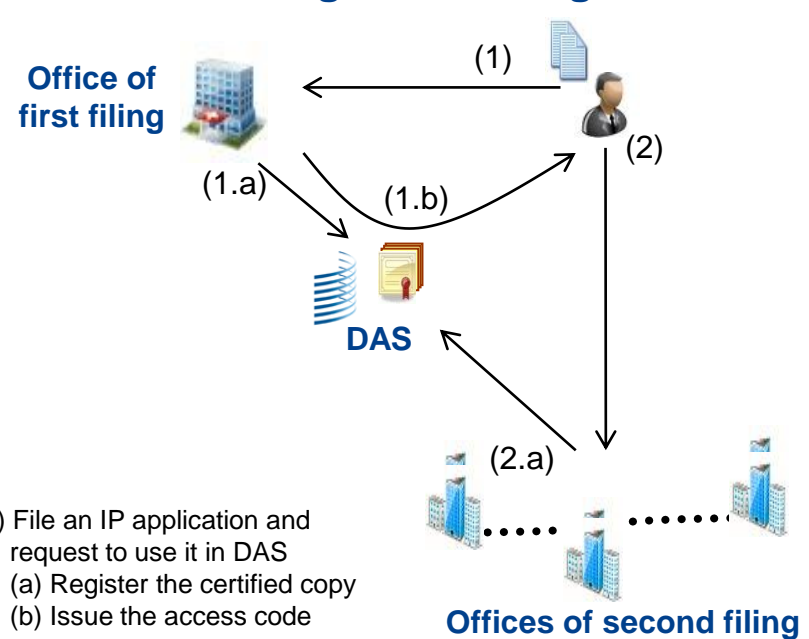 (1)
Office of
first filing
(2)
(1.a)
(1.b)
DAS
(2.a)
) File an IP application and
request to use it in DAS
(a) Register the certified copy
(b) Issue the access code
Offices of second filing